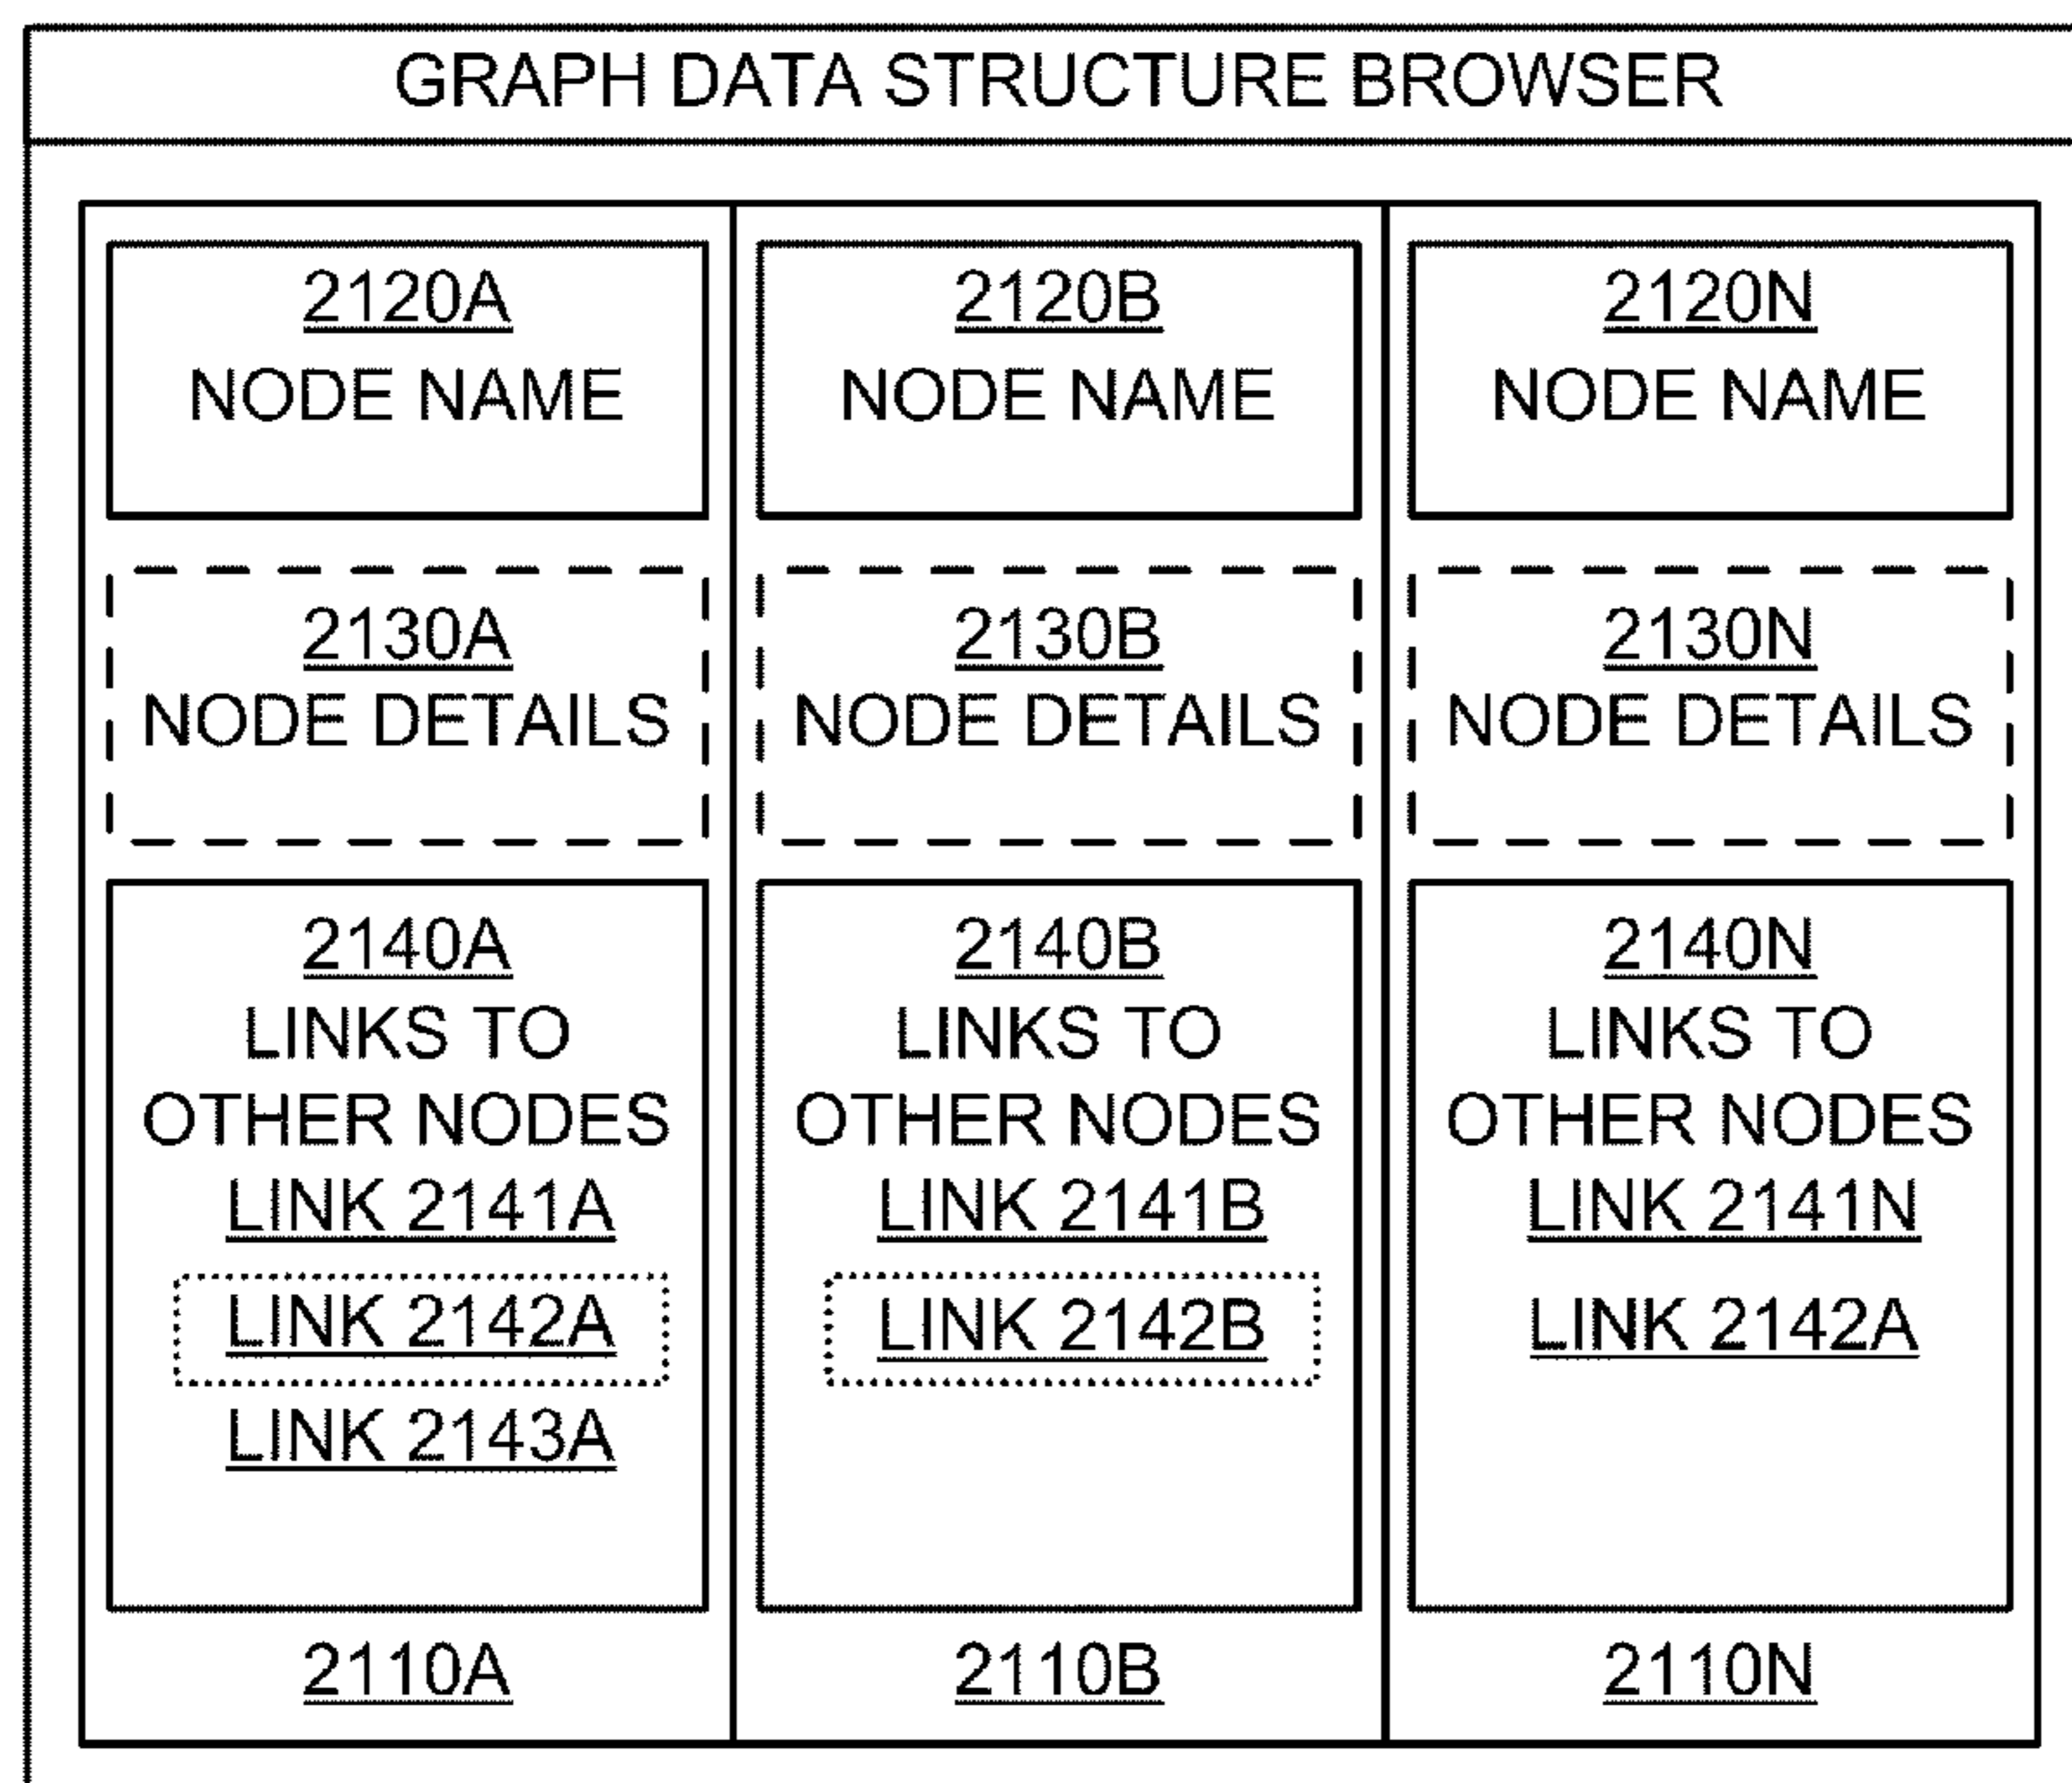 GRAPH DATA STRUCTURE BROWSER
2120A
NODE NAME
2130A
NODE DETAILS
2140A
LINKS TO
OTHER NODES
LINK 2141A
LINK 2142A
LINK 2143A
2110A
2120B
NODE NAME
2130B
NODE DETAILS
2140B
LINKS TO
OTHER NODES
LINK 2141B
LINK 2142B
2110B
2120N
NODE NAME
2130N
NODE DETAILS
2140N
LINKS TO
OTHER NODES
LINK 2141N
LINK 2142A
2110N